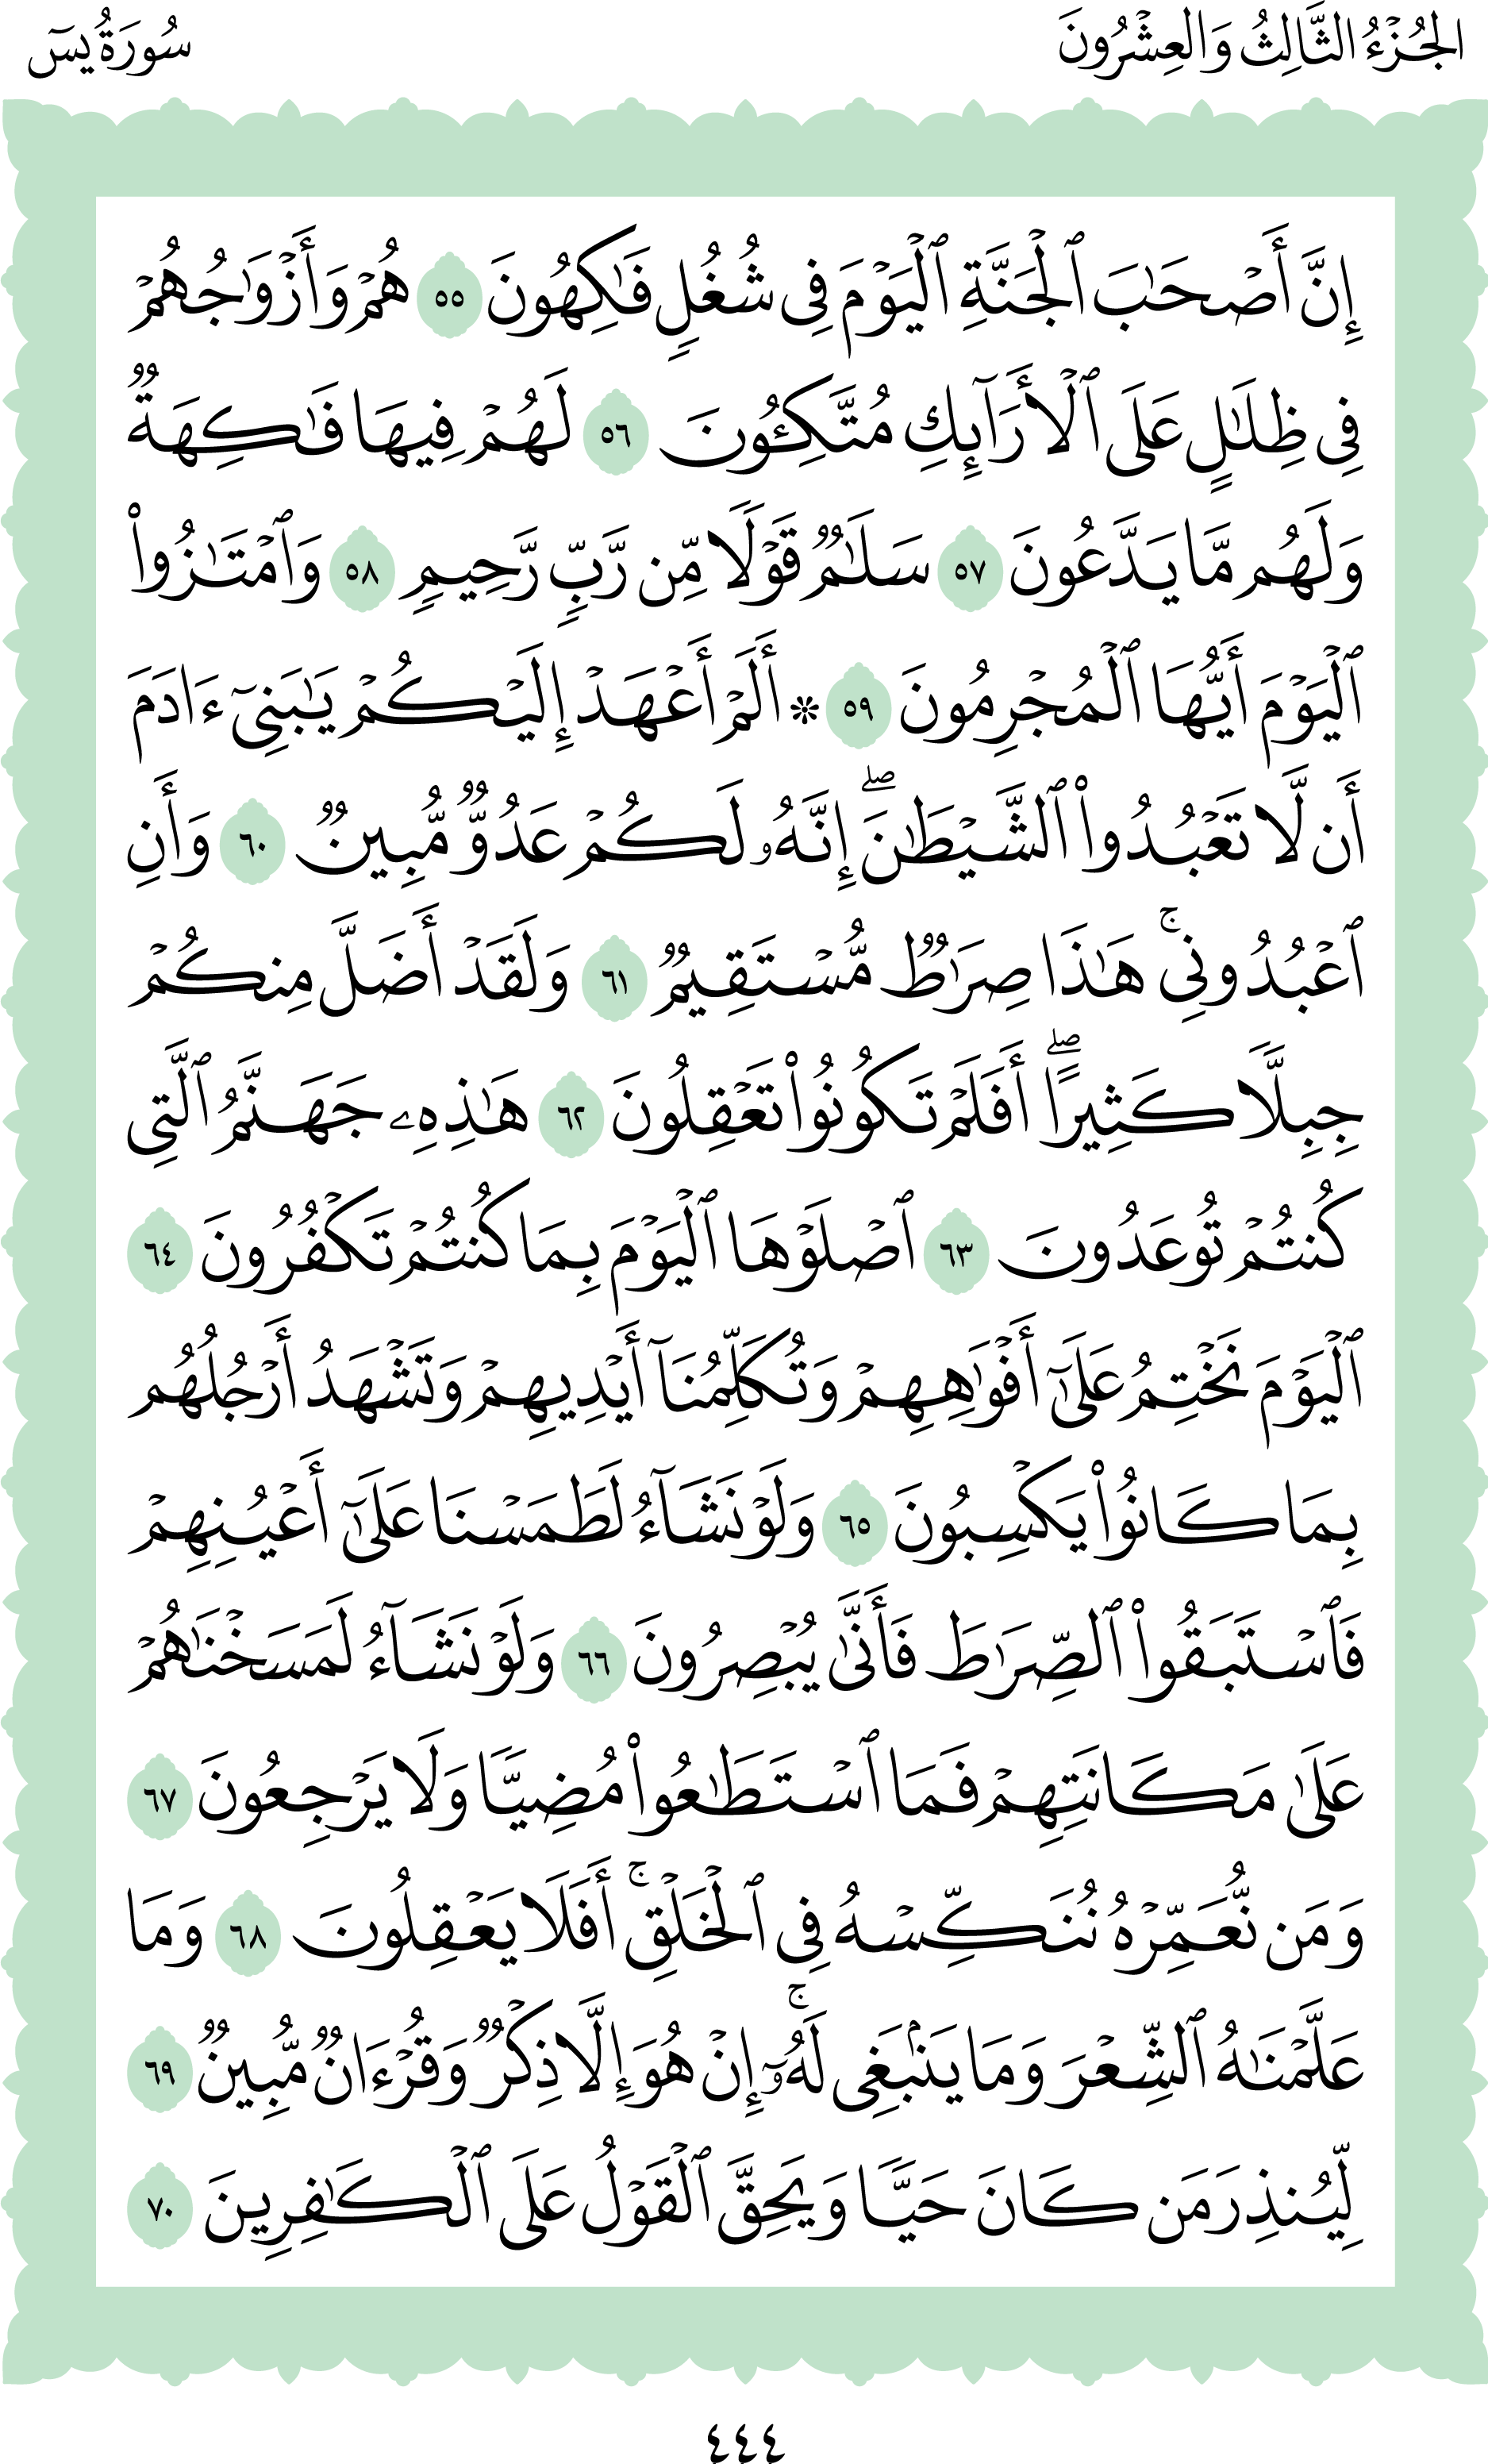 الجُزْءُ الثَّالِثُ وَالعِشْرُونَ
سُورَةُ يسٓ
إِنَّ أَصۡحَٰبَ ٱلۡجَنَّةِ ٱلۡيَوۡمَ فِي شُغُلٖ فَٰكِهُونَ ٥٥ هُمۡ وَأَزۡوَٰجُهُمۡ
فِي ظِلَٰلٍ عَلَى ٱلۡأَرَآئِكِ مُتَّكِـُٔونَ ٥٦ لَهُمۡ فِيهَا فَٰكِهَةٞ
وَلَهُم مَّا يَدَّعُونَ ٥٧ سَلَٰمٞ قَوۡلٗا مِّن رَّبّٖ رَّحِيمٖ ٥٨ وَٱمۡتَٰزُواْ
ٱلۡيَوۡمَ أَيُّهَا ٱلۡمُجۡرِمُونَ ٥٩ ۞ أَلَمۡ أَعۡهَدۡ إِلَيۡكُمۡ يَٰبَنِيٓ ءَادَمَ
أَن لَّا تَعۡبُدُواْ ٱلشَّيۡطَٰنَۖ إِنَّهُۥ لَكُمۡ عَدُوّٞ مُّبِينٞ ٦٠ وَأَنِ
ٱعۡبُدُونِيۚ هَٰذَا صِرَٰطٞ مُّسۡتَقِيمٞ ٦١ وَلَقَدۡ أَضَلَّ مِنكُمۡ
جِبِلّٗا كَثِيرًاۖ أَفَلَمۡ تَكُونُواْ تَعۡقِلُونَ ٦٢ هَٰذِهِۦ جَهَنَّمُ ٱلَّتِي
كُنتُمۡ تُوعَدُونَ ٦٣ ٱصۡلَوۡهَا ٱلۡيَوۡمَ بِمَا كُنتُمۡ تَكۡفُرُونَ ٦٤
ٱلۡيَوۡمَ نَخۡتِمُ عَلَىٰٓ أَفۡوَٰهِهِمۡ وَتُكَلِّمُنَآ أَيۡدِيهِمۡ وَتَشۡهَدُ أَرۡجُلُهُم
بِمَا كَانُواْ يَكۡسِبُونَ ٦٥ وَلَوۡ نَشَآءُ لَطَمَسۡنَا عَلَىٰٓ أَعۡيُنِهِمۡ
فَٱسۡتَبَقُواْ ٱلصِّرَٰطَ فَأَنَّىٰ يُبۡصِرُونَ ٦٦ وَلَوۡ نَشَآءُ لَمَسَخۡنَٰهُمۡ
عَلَىٰ مَكَانَتِهِمۡ فَمَا ٱسۡتَطَٰعُواْ مُضِيّٗا وَلَا يَرۡجِعُونَ ٦٧
وَمَن نُّعَمِّرۡهُ نُنَكِّسۡهُ فِي ٱلۡخَلۡقِۚ أَفَلَا يَعۡقِلُونَ ٦٨ وَمَا
عَلَّمۡنَٰهُ ٱلشِّعۡرَ وَمَا يَنۢبَغِي لَهُۥٓۚ إِنۡ هُوَ إِلَّا ذِكۡرٞ وَقُرۡءَانٞ مُّبِينٞ ٦٩
لِّيُنذِرَ مَن كَانَ حَيّٗا وَيَحِقَّ ٱلۡقَوۡلُ عَلَى ٱلۡكَٰفِرِينَ ٧٠
٤٤٤